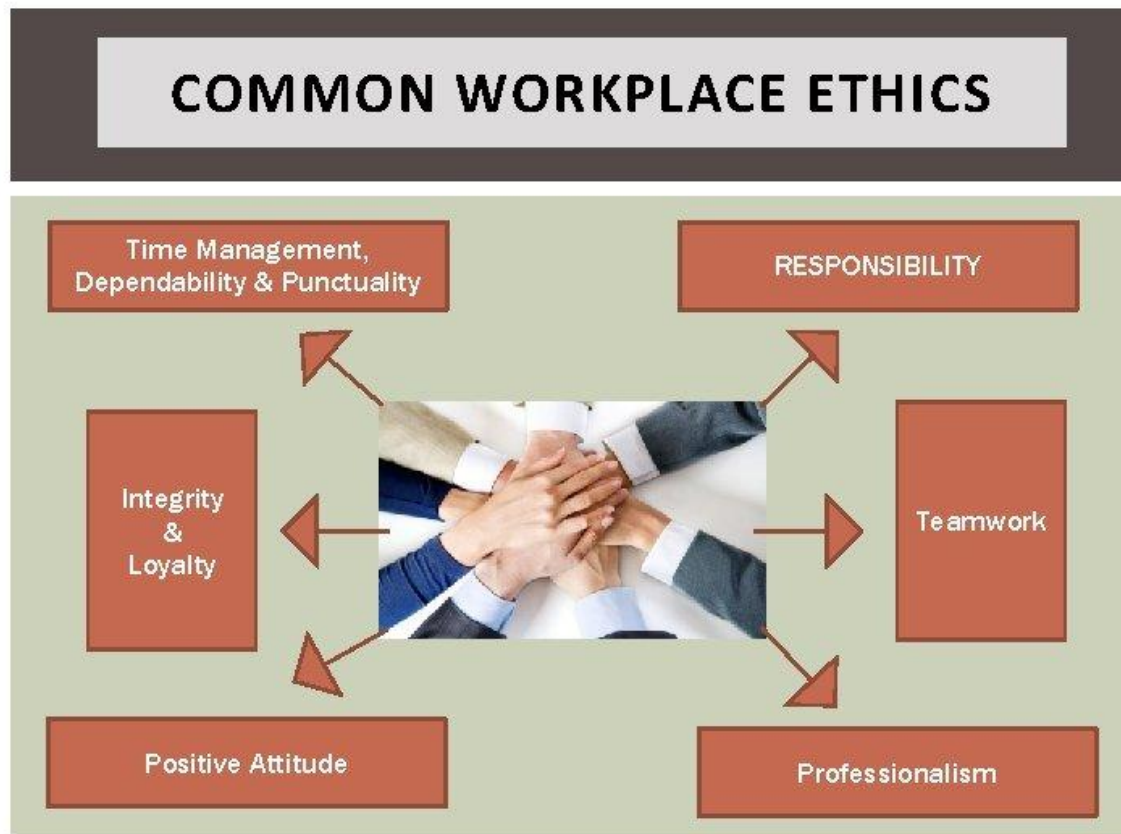 COMMON WORKPLACE ETHICS
Time Management,
Dependability & Punctuality
RESPONSIBILITY
Integrity
&
Loyalty
Teamwork
Positive Attitude
Professionalism